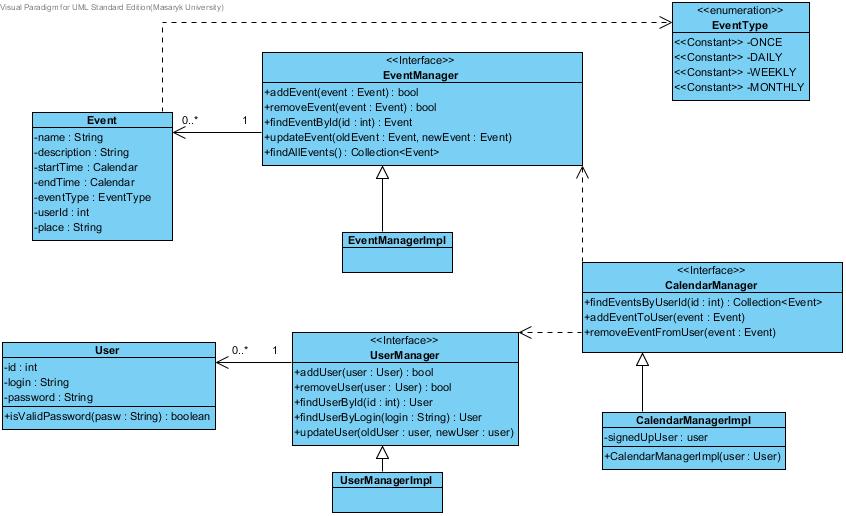 Visual Paradigm for UML Standard Edition(Masaryk University)
<<enumeration>>
EventType
<<Constant>> -ONCE
<<Constant>> -DAILY
<<Constant>> -WEEKLY
<<Constant>> -MONTHLY
<<Interface>>
EventManager
+addEvent(event : Event) : bool
+removeEvent(event : Event) : bool
+findEventById(id : int) : Event
+updateEvent(oldEvent : Event, newEvent : Event)
+findAllEvents() : Collection<Event>
0..*
1
Event
-name : String
-description : String
-startTime : Calendar
-endTime : Calendar
-eventType : EventType
-userId : int
-place : String
EventManagerImpl
<<Interface>>
CalendarManager
+findEventsByUserId(id : int) : Collection<Event>
+addEventToUser(event : Event)
+removeEventFromUser(event : Event)
User
-id : int
-login : String
-password : String
+isValidPassword(pasw : String) : boolean
0..*
1
<<Interface>>
UserManager
+addUser(user : User) : bool
+removeUser(user : User) : bool
+findUserById(id : int) : User
+findUserByLogin(login : String) : User
+updateUser(oldUser : user, newUser : user)
CalendarManagerImpl
-signedUpUser : user
+CalendarManagerImpl(user : User)
UserManagerImpl